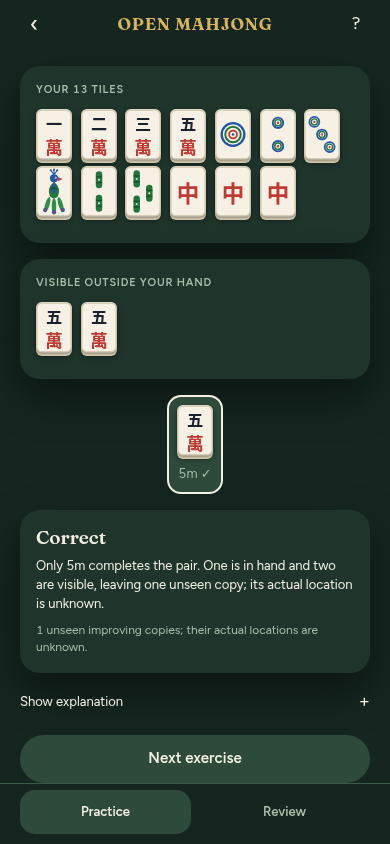 ‹ OPEN MAHJONG ?
YOUR 13 TILES
一 二 三 五
萬 萬 萬 萬
中 中 中
VISIBLE OUTSIDE YOUR HAND
五 五
萬 萬
五
萬
5m ✓
Correct
Only 5m completes the pair. One is in hand and two
are visible, leaving one unseen copy; its actual location
is unknown.
1 unseen improving copies; their actual locations are
unknown.
Show explanation +
Next exercise
Practice Review